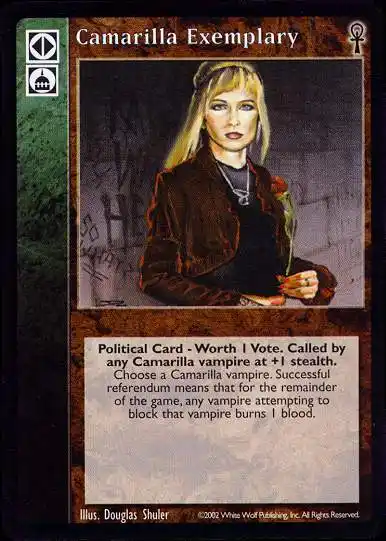 Camarilla Exemplary
Political Card - Worth 1 Vote. Called by
any Camarilla vampire at +1 stealth.
Choose a Camarilla vampire. Successful
referendum means that for the remainder
of the game, any vampire attempting to
block that vampire burns 1 blood.
Illus. Douglas Shuler
©2002 White Wolf Publishing, Inc. All Rights Reserved.